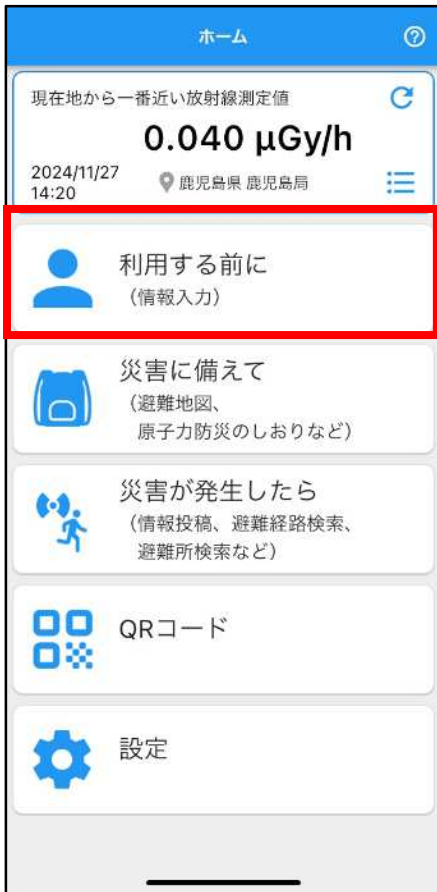 ホーム
現在地から一番近い放射線測定値
0.040 μGy/h
2024/11/27
14:20
鹿児島県 鹿児島局
利用する前に
（情報入力）
災害に備えて
（避難地図、
原子力防災のしおりなど）
災害が発生したら
（情報投稿、避難経路検索、
避難所検索など）
QRコード
設定